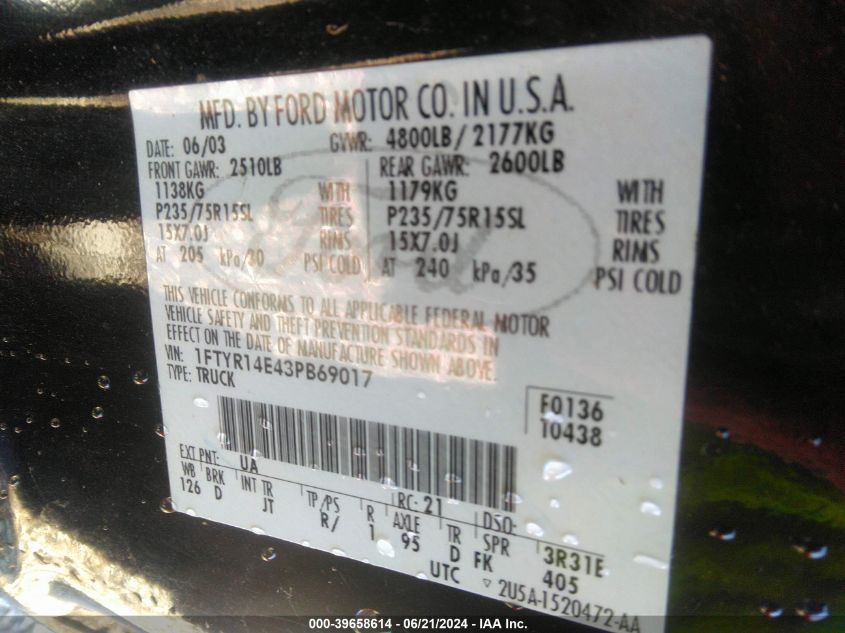 MFD. BY FORD MOTOR CO. IN U.S.A.
DATE: 06/03 GVWR: 4800LB/2177KG
FRONT GAWR: 2510LB REAR GAWR: 2600LB
1138KG WITH 1179KG WITH
P235/75R15SL TIRES P235/75R15SL TIRES
15X7.0J RIMS 15X7.0J RIMS
AT 205 kPa/30 PSI COLD AT 240 kPa/35 PSI COLD
THIS VEHICLE CONFORMS TO ALL APPLICABLE FEDERAL MOTOR
VEHICLE SAFETY AND THEFT PREVENTION STANDARDS IN
EFFECT ON THE DATE OF MANUFACTURE SHOWN ABOVE.
VIN: 1FTYR14E43PB69017
TYPE: TRUCK
F0136
T0438
EXT PNT: UA RC: 21 DSO:
WB BRK INT TR TP/PS R AXLE TR SPR 3R31E
126 D JT R/ 1 95 D FK 405
UTC ▽ 2U5A-1520472-AA
000-39658614 - 06/21/2024 - IAA Inc.